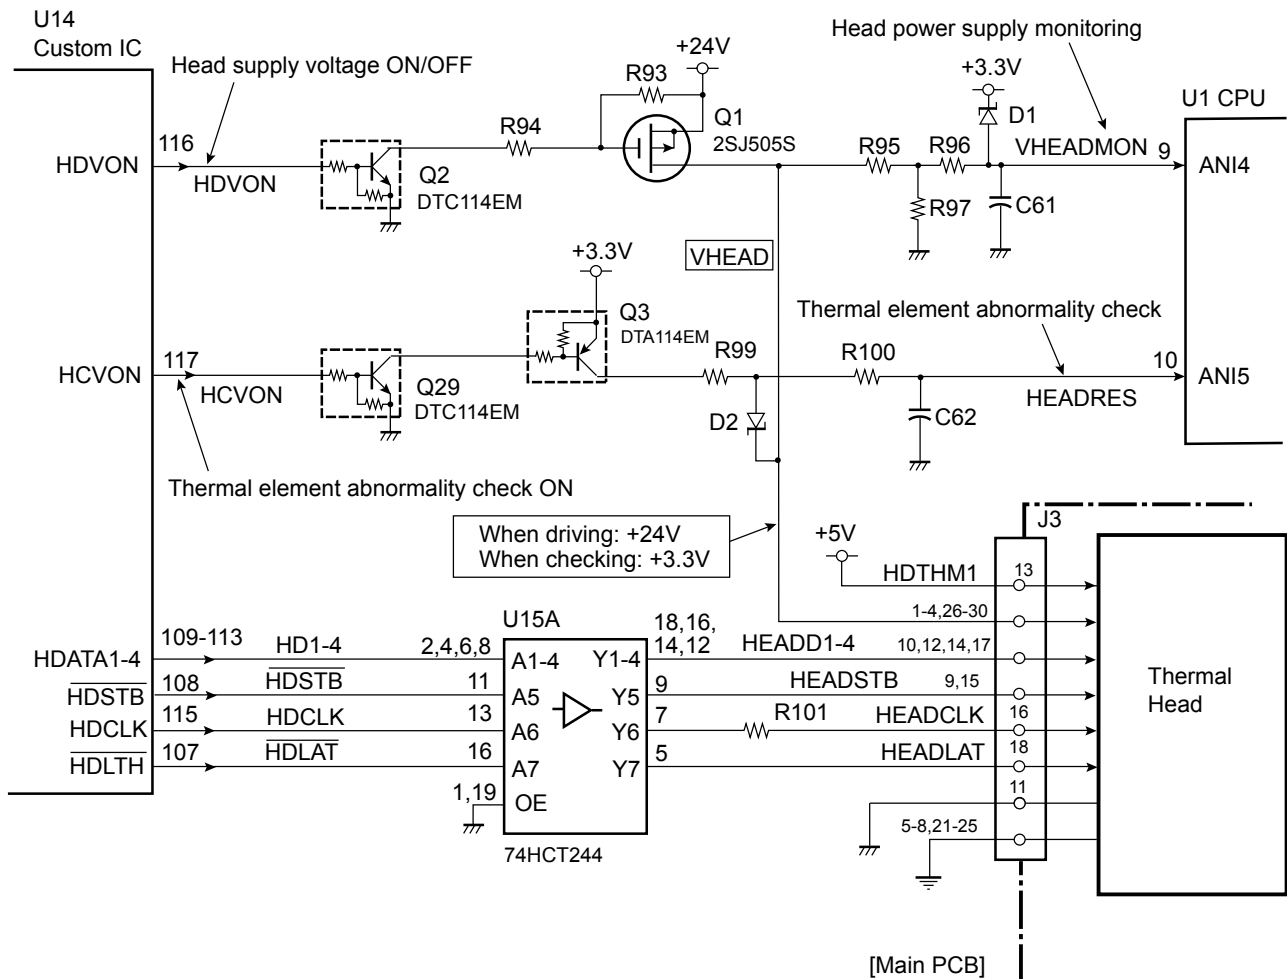 U14
Custom IC
Head supply voltage ON/OFF
+24V
Head power supply monitoring
+3.3V
U1 CPU
116
HDVON
HDVON
Q2
DTC114EM
R94
R93
Q1
2SJ505S
R95
R96
R97
D1
C61
VHEADMON
9
ANI4
VHEAD
+3.3V
Q3
DTA114EM
Thermal element abnormality check
117
HCVON
HCVON
Q29
DTC114EM
R99
D2
R100
C62
HEADRES
10
ANI5
Thermal element abnormality check ON
When driving: +24V
When checking: +3.3V
+5V
J3
HDTHM1
13
1-4,26-30
U15A
18,16,
14,12
HDATA1-4
109-113
HD1-4
2,4,6,8
A1-4
Y1-4
HEADD1-4
10,12,14,17
HDSTB
108
HDSTB
11
A5
Y5
9
HEADSTB
9,15
HDCLK
115
HDCLK
13
A6
Y6
7
R101
HEADCLK
16
HDLTH
107
HDLAT
16
A7
Y7
5
HEADLAT
18
1,19
OE
11
5-8,21-25
74HCT244
Thermal
Head
[Main PCB]